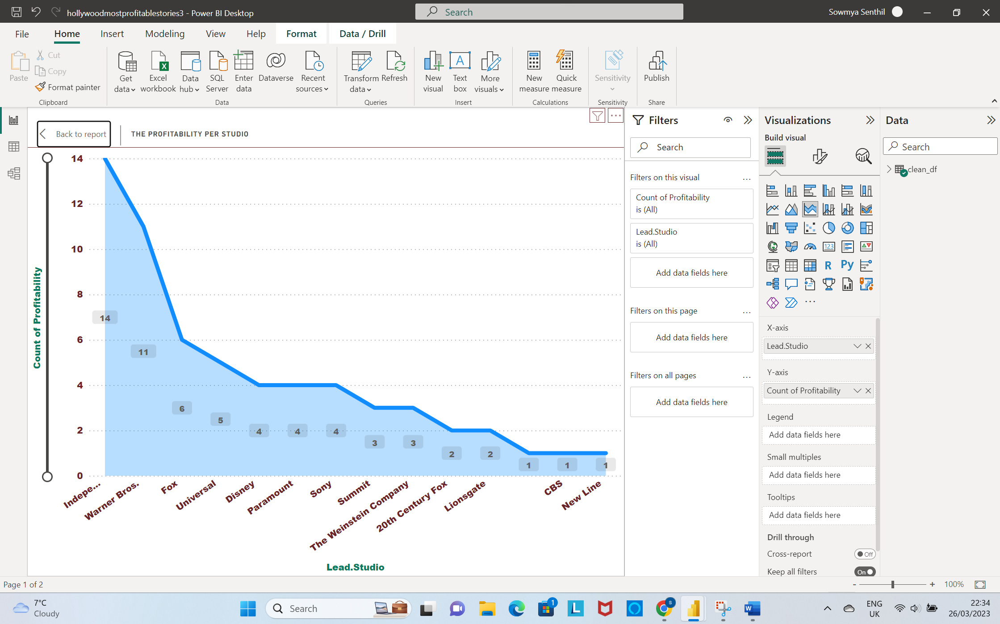 hollywoodmostprofitablestories3 - Power BI Desktop
Search
Sowmya Senthil
File
Home
Insert
Modeling
View
Help
Format
Data / Drill
Paste
Cut
Copy
Format painter
Clipboard
Get data
Excel workbook
Data hub
SQL Server
Enter data
Dataverse
Recent sources
Data
Transform data
Refresh
Queries
New visual
Text box
More visuals
Insert
New measure
Quick measure
Calculations
Sensitivity
Sensitivity
Publish
Share
Back to report
THE PROFITABILITY PER STUDIO
Count of Profitability
14
12
10
8
6
4
2
0
14
11
6
5
4
4
4
3
3
2
2
1
1
1
Indepe...
Warner Bros.
Fox
Universal
Disney
Paramount
Sony
Summit
The Weinstein Company
20th Century Fox
Lionsgate
CBS
New Line
Lead.Studio
Filters
Search
Filters on this visual
...
Count of Profitability
is (All)
Lead.Studio
is (All)
Add data fields here
Filters on this page
...
Add data fields here
Filters on all pages
...
Add data fields here
Visualizations
Build visual
123
R
Py
...
X-axis
Lead.Studio
Y-axis
Count of Profitability
Legend
Add data fields here
Small multiples
Add data fields here
Tooltips
Add data fields here
Drill through
Cross-report
Off
Keep all filters
On
Data
Search
clean_df
Page 1 of 2
- + 100%
7°C
Cloudy
Search
1
L
S
W
ENG
UK
22:34
26/03/2023